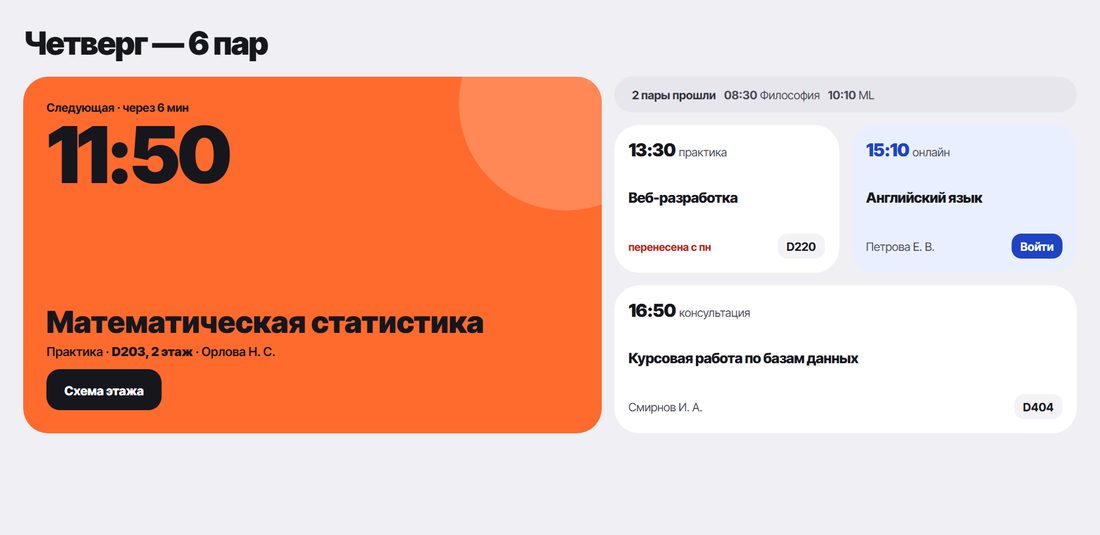 Четверг — 6 пар
Следующая · через 6 мин
11:50
Математическая статистика
Практика · D203, 2 этаж · Орлова Н. С.
Схема этажа
2 пары прошли 08:30 Философия 10:10 ML
13:30 практика
Веб-разработка
перенесена с пн D220
15:10 онлайн
Английский язык
Петрова Е. В. Войти
16:50 консультация
Курсовая работа по базам данных
Смирнов И. А. D404